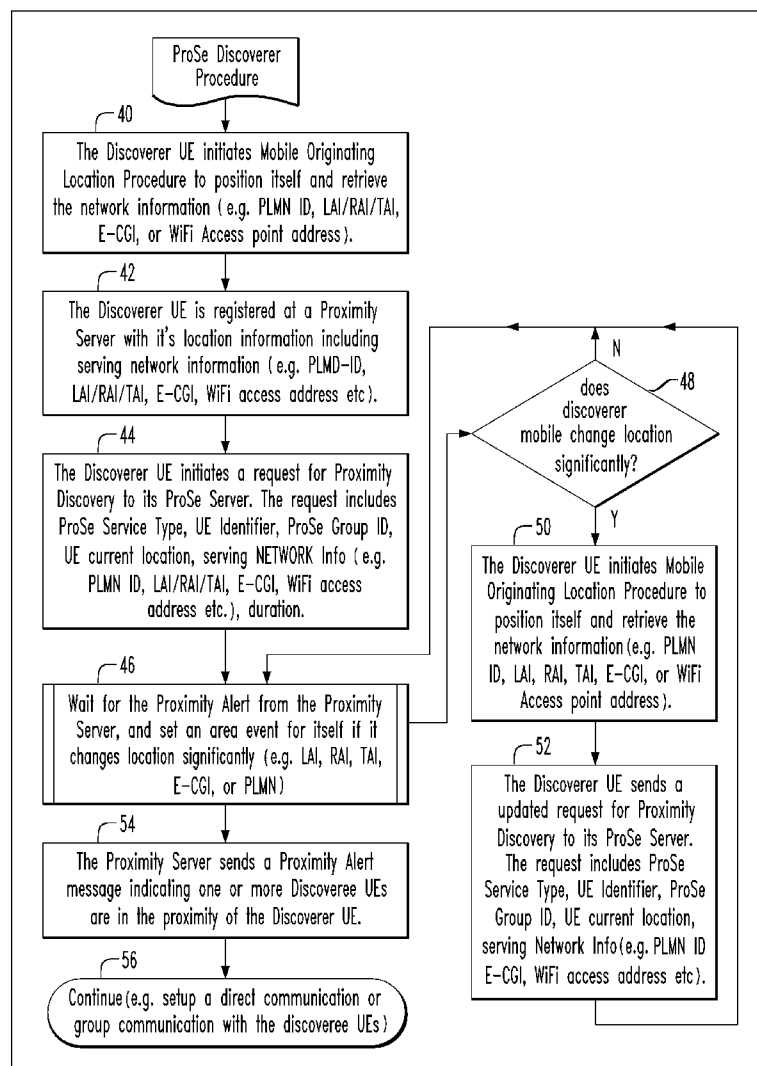 ProSe Discoverer
Procedure
40
The Discoverer UE initiates Mobile Originating
Location Procedure to position itself and retrieve
the network information (e.g. PLMN ID, LAI/RAI/TAI,
E-CGI, or WiFi Access point address).
42
The Discoverer UE is registered at a Proximity
Server with it's location information including
serving network information (e.g. PLMD-ID,
LAI/RAI/TAI, E-CGI, WiFi access address etc).
44
The Discoverer UE initiates a request for Proximity
Discovery to its ProSe Server. The request includes
ProSe Service Type, UE Identifier, ProSe Group ID,
UE current location, serving NETWORK Info (e.g.
PLMN ID, LAI/RAI/TAI, E-CGI, WiFi access
address etc.), duration.
46
Wait for the Proximity Alert from the Proximity
Server, and set an area event for itself if it
changes location significantly (e.g. LAI, RAI, TAI,
E-CGI, or PLMN)
54
The Proximity Server sends a Proximity Alert
message indicating one or more Discoveree UEs
are in the proximity of the Discoverer UE.
56
Continue(e.g. setup a direct communication or
group communication with the discoveree UEs)
N
48
does
discoverer
mobile change location
significantly?
Y
50
The Discoverer UE initiates Mobile
Originating Location Procedure to
position itself and retrieve the
network information(e.g. PLMN
ID, LAI, RAI, TAI, E-CGI, or WiFi
Access point address).
52
The Discoverer UE sends a
updated request for Proximity
Discovery to its ProSe Server.
The request includes ProSe
Service Type, UE Identifier, ProSe
Group ID, UE current location,
serving Network Info(e.g. PLMN ID
E-CGI, WiFi access address etc).